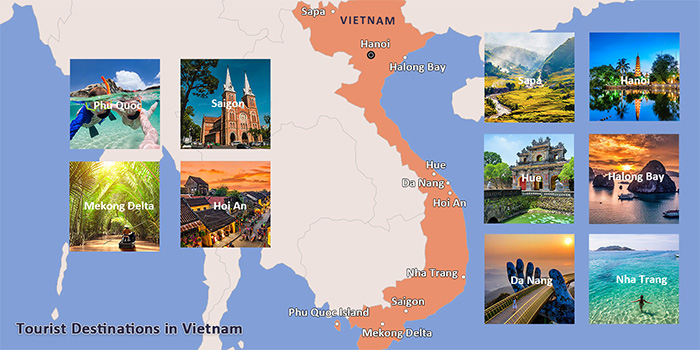 Sapa
VIETNAM
Hanoi
Halong Bay
Phu Quoc
Saigon
Sapa
Hanoi
Mekong Delta
Hoi An
Hue
Da Nang
Hoi An
Hue
Halong Bay
Nha Trang
Da Nang
Nha Trang
Saigon
Phu Quoc Island
Mekong Delta
Tourist Destinations in Vietnam